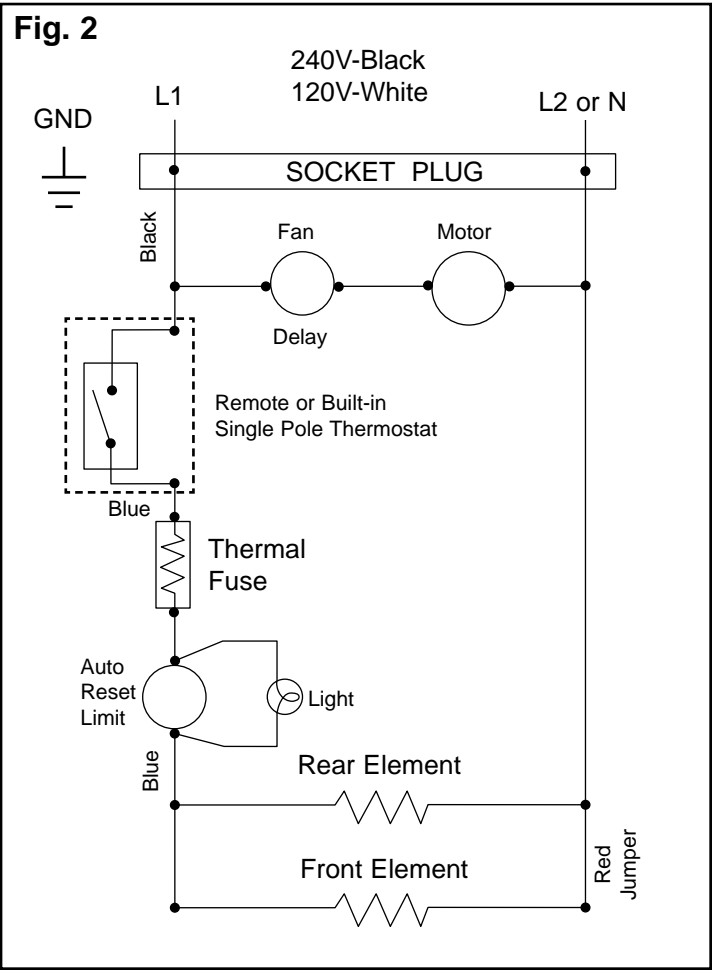 Fig. 2
240V-Black
120V-White
L1
L2 or N
GND
SOCKET PLUG
Black
Fan
Motor
Delay
Remote or Built-in
Single Pole Thermostat
Blue
Thermal
Fuse
Auto
Reset
Limit
Light
Blue
Rear Element
Front Element
Red
Jumper